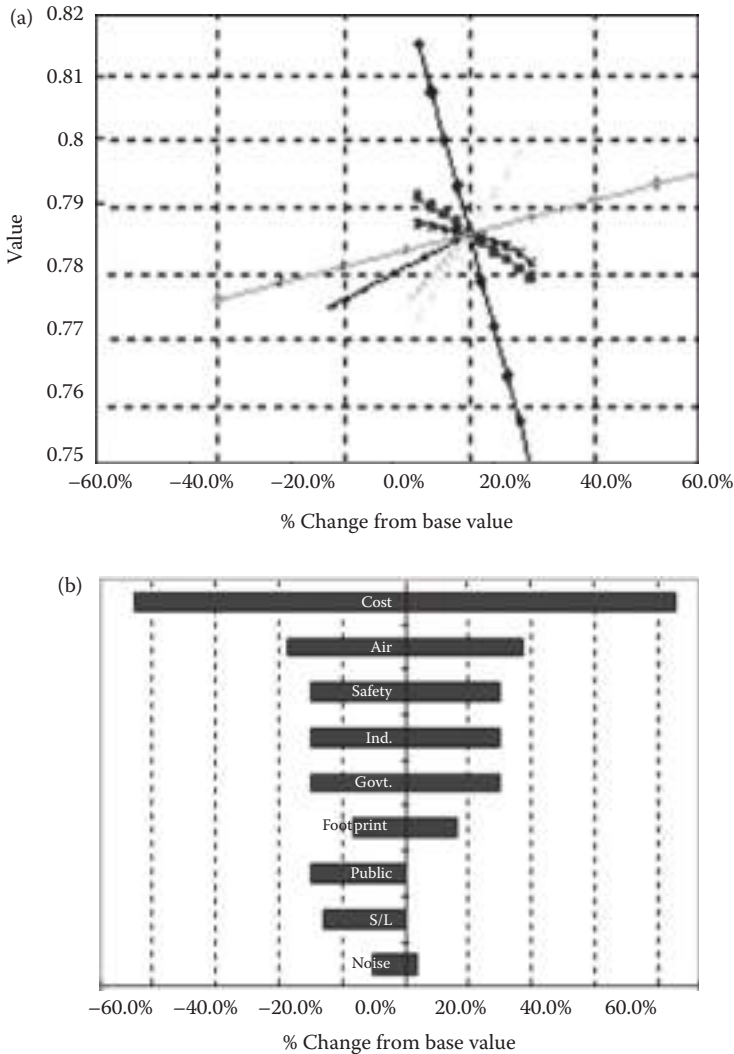 (a)
0.82
0.81
0.8
0.79
0.78
0.77
0.76
0.75
Value
−60.0% −40.0% −20.0% 0.0% 20.0% 40.0% 60.0%
% Change from base value
(b)
Cost
Air
Safety
Ind.
Govt.
Footprint
Public
S/L
Noise
−60.0% −40.0% −20.0% 0.0% 20.0% 40.0% 60.0%
% Change from base value